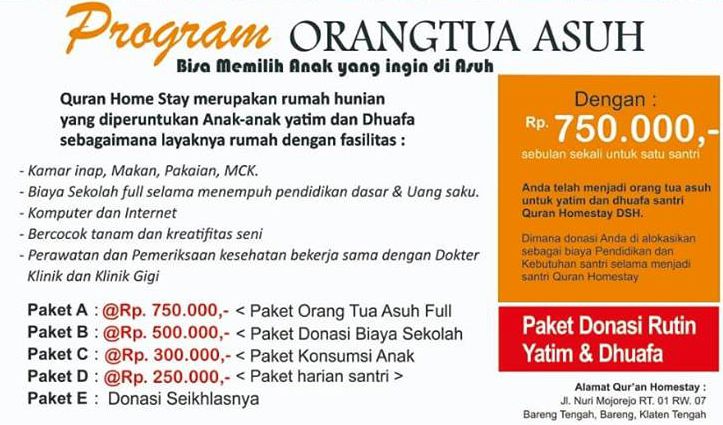 Program ORANGTUA ASUH
Bisa Memilih Anak yang ingin di Asuh
Quran Home Stay merupakan rumah hunian
yang diperuntukan Anak-anak yatim dan Dhuafa
sebagaimana layaknya rumah dengan fasilitas :
- Kamar inap, Makan, Pakaian, MCK.
- Biaya Sekolah full selama menempuh pendidikan dasar & Uang saku.
- Komputer dan Internet
- Bercocok tanam dan kreatifitas seni
- Perawatan dan Pemeriksaan kesehatan bekerja sama dengan Dokter
Klinik dan Klinik Gigi
Paket A : @Rp. 750.000,- < Paket Orang Tua Asuh Full
Paket B : @Rp. 500.000,- < Paket Donasi Biaya Sekolah
Paket C : @Rp. 300.000,- < Paket Konsumsi Anak
Paket D : @Rp. 250.000,- < Paket harian santri >
Paket E : Donasi Seikhlasnya
Dengan :
Rp. 750.000,-
sebulan sekali untuk satu santri
Anda telah menjadi orang tua asuh
untuk yatim dan dhuafa santri
Quran Homestay DSH.
Dimana donasi Anda di alokasikan
sebagai biaya Pendidikan dan
Kebutuhan santri selama menjadi
santri Quran Homestay
Paket Donasi Rutin
Yatim & Dhuafa
Alamat Qur'an Homestay :
Jl. Nuri Mojorejo RT. 01 RW. 07
Bareng Tengah, Bareng, Klaten Tengah